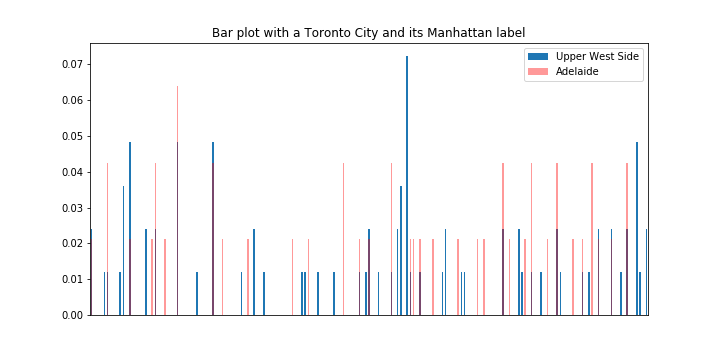 Bar plot with a Toronto City and its Manhattan label
Upper West Side
Adelaide
0.07
0.06
0.05
0.04
0.03
0.02
0.01
0.00